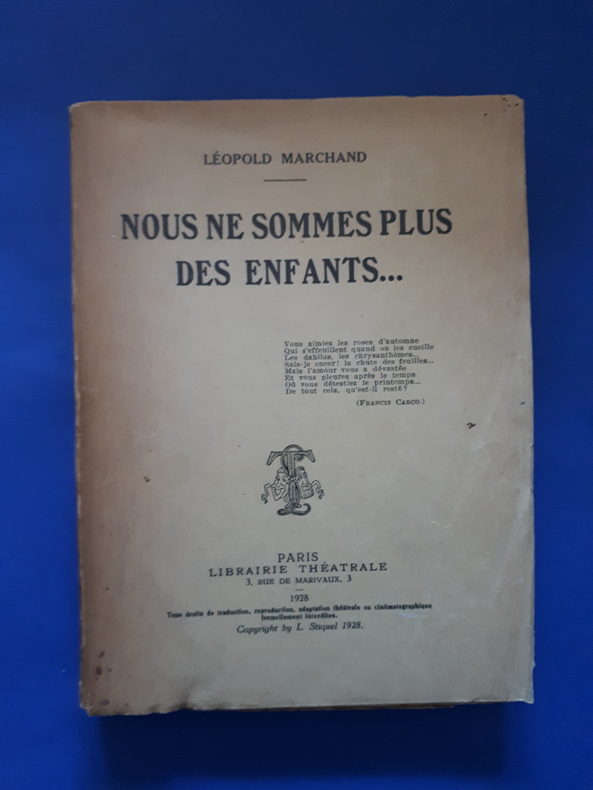 LÉOPOLD MARCHAND
NOUS NE SOMMES PLUS
DES ENFANTS...
Vous aimiez les roses d'automne
Qui s'effeuillent quand on les cueille
Les dahlias, les chrysanthèmes...
Sais-je encor! la chute des feuilles...
Mais l'amour vous a dévastée
Et vous pleurez après le temps
Où vous détestiez le printemps...
De tout cela, qu'est-il resté?
(FRANCIS CARCO.)
PARIS
LIBRAIRIE THÉATRALE
3, RUE DE MARIVAUX, 3
1928
Tous droits de traduction, reproduction, adaptation théâtrale ou cinématographique
formellement interdites.
Copyright by L. Stiquel 1928.